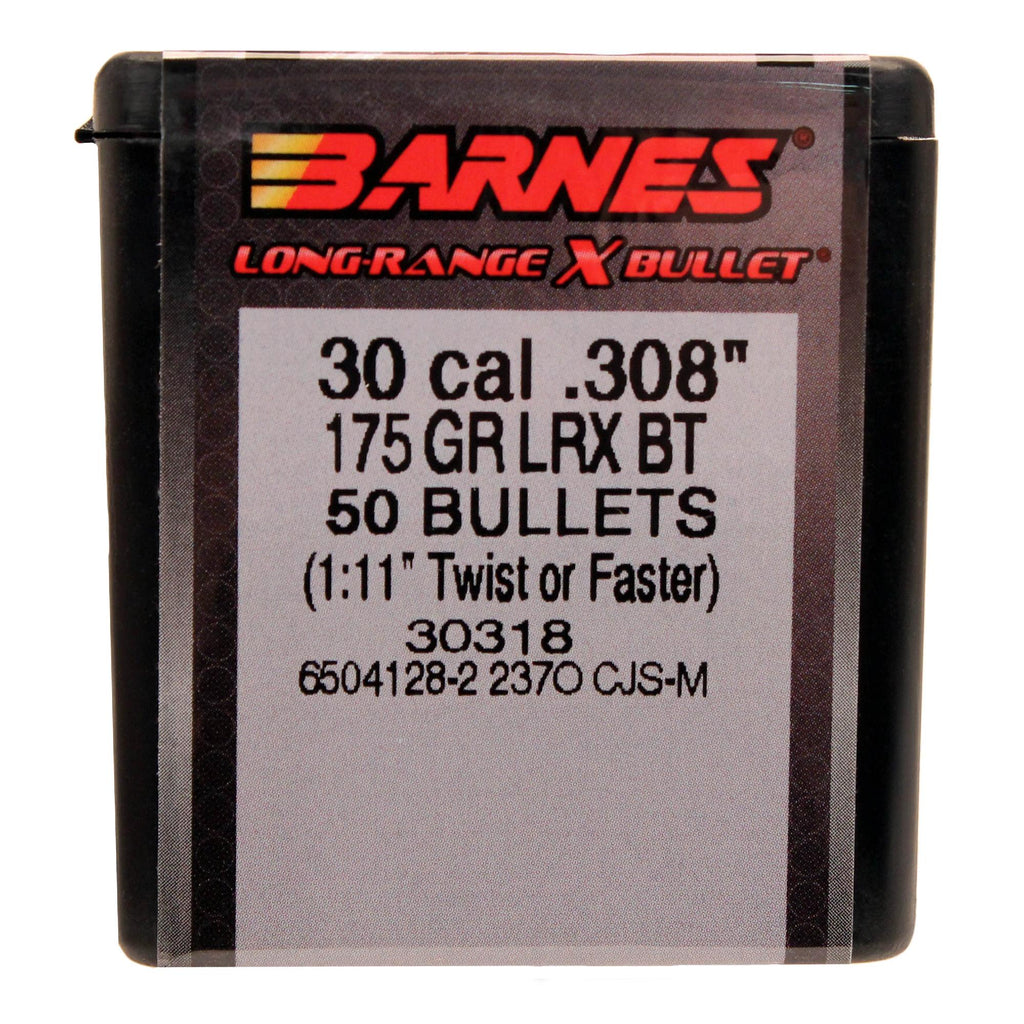 BARNES®
LONG-RANGE X BULLET®
30 cal .308"
175 GR LRX BT
50 BULLETS
(1:11" Twist or Faster)
30318
6504128-2 237O CJS-M